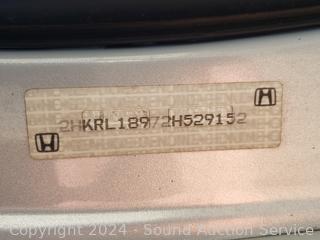 2HKRL18972H529152
Copyright © 2024 - Sound Auction Service